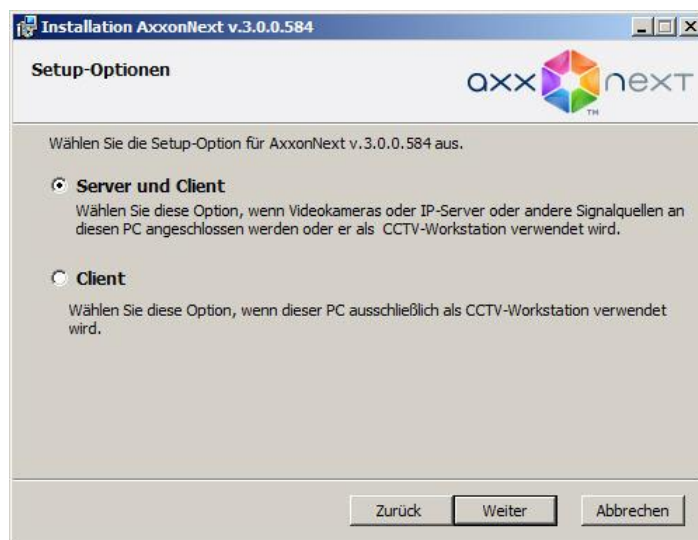 Installation AxxonNext v.3.0.0.584
Setup-Optionen
axxonnext
TM
Wählen Sie die Setup-Option für AxxonNext v.3.0.0.584 aus.
Server und Client
Wählen Sie diese Option, wenn Videokameras oder IP-Server oder andere Signalquellen an
diesen PC angeschlossen werden oder er als CCTV-Workstation verwendet wird.
Client
Wählen Sie diese Option, wenn dieser PC ausschließlich als CCTV-Workstation verwendet
wird.
Zurück
Weiter
Abbrechen